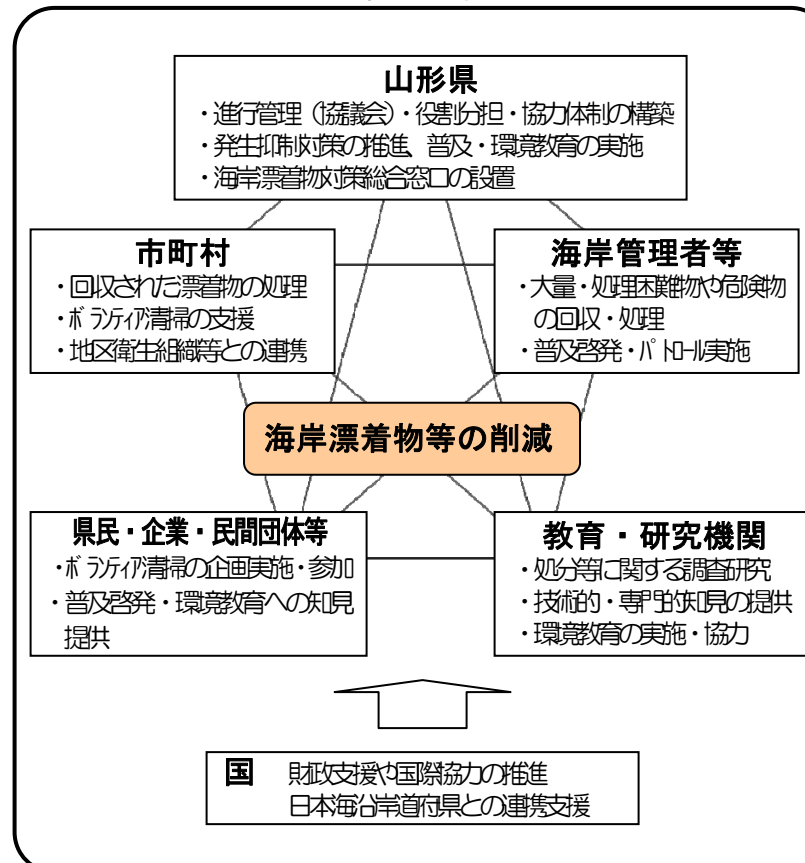 山形県
・進行管理（協議会）・役割分担・協力体制の構築
・発生抑制対策の推進、普及・環境教育の実施
・海岸漂着物対策総合窓口の設置
市町村
・回収された漂着物の処理
・ボランティア清掃の支援
・地区衛生組織等との連携
海岸管理者等
・大量・処理困難物や危険物
の回収・処理
・普及啓発・パトロール実施
海岸漂着物等の削減
県民・企業・民間団体等
・ボランティア清掃の企画実施・参加
・普及啓発・環境教育への知見
提供
教育・研究機関
・処分等に関する調査研究
・技術的・専門的知見の提供
・環境教育の実施・協力
国 財政支援や国際協力の推進
日本海沿岸道府県との連携支援